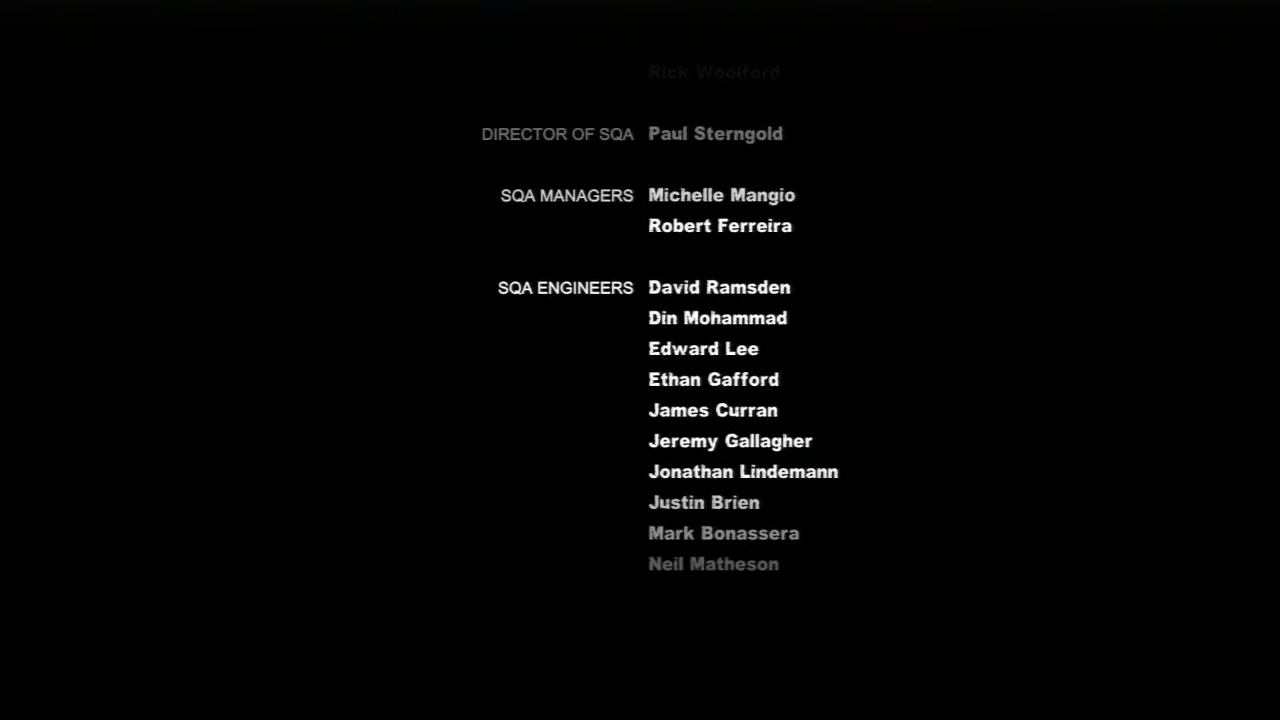 Rick Woolford
DIRECTOR OF SQA Paul Sterngold
SQA MANAGERS Michelle Mangio
Robert Ferreira
SQA ENGINEERS David Ramsden
Din Mohammad
Edward Lee
Ethan Gafford
James Curran
Jeremy Gallagher
Jonathan Lindemann
Justin Brien
Mark Bonassera
Neil Matheson